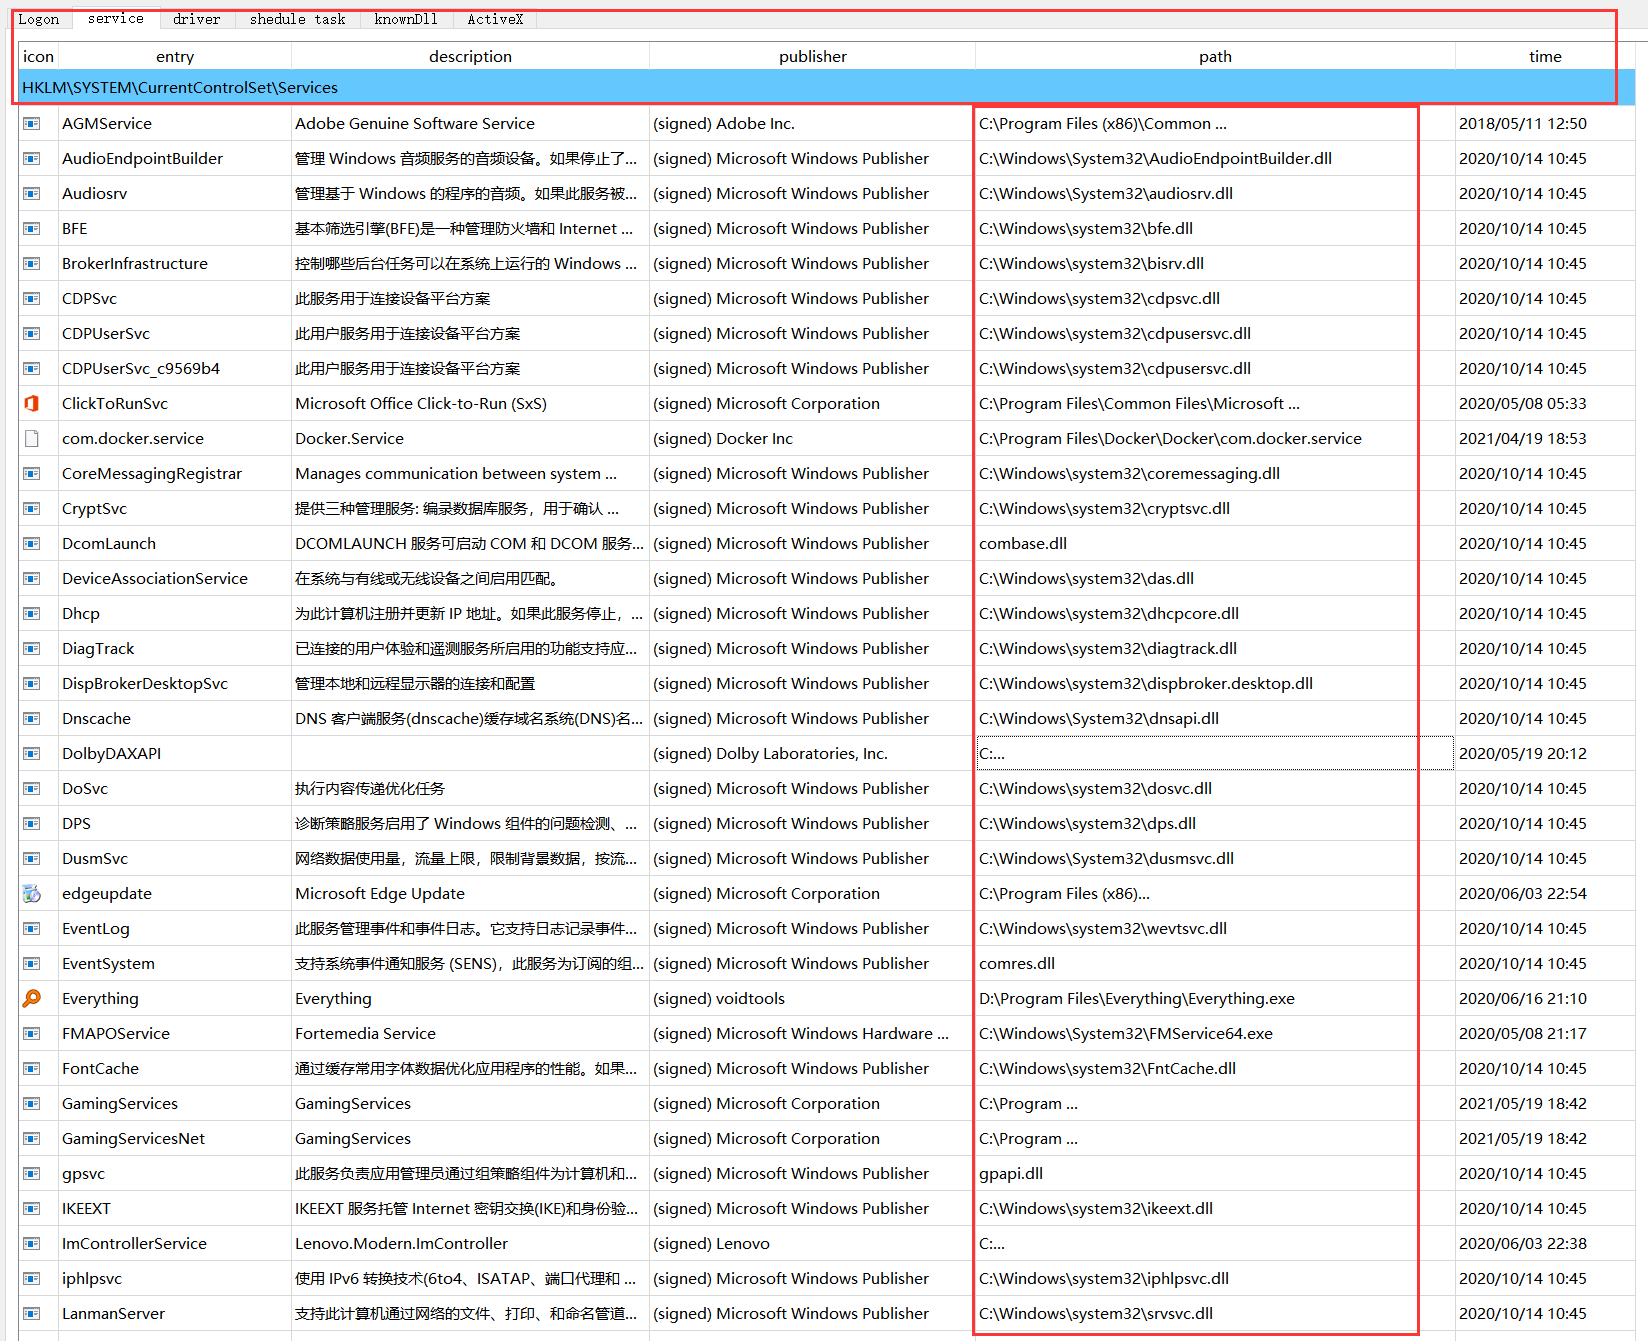 Logon service driver shedule task knownDll ActiveX
icon entry description publisher path time
HKLM\SYSTEM\CurrentControlSet\Services
AGMService Adobe Genuine Software Service (signed) Adobe Inc. C:\Program Files (x86)\Common ... 2018/05/11 12:50
AudioEndpointBuilder 管理 Windows 音频服务的音频设备。如果停止了... (signed) Microsoft Windows Publisher C:\Windows\System32\AudioEndpointBuilder.dll 2020/10/14 10:45
Audiosrv 管理基于 Windows 的程序的音频。如果此服务被... (signed) Microsoft Windows Publisher C:\Windows\System32\audiosrv.dll 2020/10/14 10:45
BFE 基本筛选引擎(BFE)是一种管理防火墙和 Internet ... (signed) Microsoft Windows Publisher C:\Windows\system32\bfe.dll 2020/10/14 10:45
BrokerInfrastructure 控制哪些后台任务可以在系统上运行的 Windows ... (signed) Microsoft Windows Publisher C:\Windows\system32\bisrv.dll 2020/10/14 10:45
CDPSvc 此服务用于连接设备平台方案 (signed) Microsoft Windows Publisher C:\Windows\system32\cdpsvc.dll 2020/10/14 10:45
CDPUserSvc 此用户服务用于连接设备平台方案 (signed) Microsoft Windows Publisher C:\Windows\system32\cdpusersvc.dll 2020/10/14 10:45
CDPUserSvc_c9569b4 此用户服务用于连接设备平台方案 (signed) Microsoft Windows Publisher C:\Windows\system32\cdpusersvc.dll 2020/10/14 10:45
ClickToRunSvc Microsoft Office Click-to-Run (SxS) (signed) Microsoft Corporation C:\Program Files\Common Files\Microsoft ... 2020/05/08 05:33
com.docker.service Docker.Service (signed) Docker Inc C:\Program Files\Docker\Docker\com.docker.service 2021/04/19 18:53
CoreMessagingRegistrar Manages communication between system ... (signed) Microsoft Windows Publisher C:\Windows\system32\coremessaging.dll 2020/10/14 10:45
CryptSvc 提供三种管理服务: 编录数据库服务，用于确认 ... (signed) Microsoft Windows Publisher C:\Windows\system32\cryptsvc.dll 2020/10/14 10:45
DcomLaunch DCOMLAUNCH 服务可启动 COM 和 DCOM 服务... (signed) Microsoft Windows Publisher combase.dll 2020/10/14 10:45
DeviceAssociationService 在系统与有线或无线设备之间启用匹配。 (signed) Microsoft Windows Publisher C:\Windows\system32\das.dll 2020/10/14 10:45
Dhcp 为此计算机注册并更新 IP 地址。如果此服务停止，... (signed) Microsoft Windows Publisher C:\Windows\system32\dhcpcore.dll 2020/10/14 10:45
DiagTrack 已连接的用户体验和遥测服务所启用的功能支持应... (signed) Microsoft Windows Publisher C:\Windows\system32\diagtrack.dll 2020/10/14 10:45
DispBrokerDesktopSvc 管理本地和远程显示器的连接和配置 (signed) Microsoft Windows Publisher C:\Windows\system32\dispbroker.desktop.dll 2020/10/14 10:45
Dnscache DNS 客户端服务(dnscache)缓存域名系统(DNS)名... (signed) Microsoft Windows Publisher C:\Windows\System32\dnsapi.dll 2020/10/14 10:45
DolbyDAXAPI (signed) Dolby Laboratories, Inc. C:... 2020/05/19 20:12
DoSvc 执行内容传递优化任务 (signed) Microsoft Windows Publisher C:\Windows\system32\dosvc.dll 2020/10/14 10:45
DPS 诊断策略服务启用了 Windows 组件的问题检测、... (signed) Microsoft Windows Publisher C:\Windows\system32\dps.dll 2020/10/14 10:45
DusmSvc 网络数据使用量，流量上限，限制背景数据，按流... (signed) Microsoft Windows Publisher C:\Windows\System32\dusmsvc.dll 2020/10/14 10:45
edgeupdate Microsoft Edge Update (signed) Microsoft Corporation C:\Program Files (x86)... 2020/06/03 22:54
EventLog 此服务管理事件和事件日志。它支持日志记录事件... (signed) Microsoft Windows Publisher C:\Windows\system32\wevtsvc.dll 2020/10/14 10:45
EventSystem 支持系统事件通知服务 (SENS)，此服务为订阅的组... (signed) Microsoft Windows Publisher comres.dll 2020/10/14 10:45
Everything Everything (signed) voidtools D:\Program Files\Everything\Everything.exe 2020/06/16 21:10
FMAPOService Fortemedia Service (signed) Microsoft Windows Hardware ... C:\Windows\System32\FMService64.exe 2020/05/08 21:17
FontCache 通过缓存常用字体数据优化应用程序的性能。如果... (signed) Microsoft Windows Publisher C:\Windows\system32\FntCache.dll 2020/10/14 10:45
GamingServices GamingServices (signed) Microsoft Corporation C:\Program ... 2021/05/19 18:42
GamingServicesNet GamingServices (signed) Microsoft Corporation C:\Program ... 2021/05/19 18:42
gpsvc 此服务负责应用管理员通过组策略组件为计算机和... (signed) Microsoft Windows Publisher gpapi.dll 2020/10/14 10:45
IKEEXT IKEEXT 服务托管 Internet 密钥交换(IKE)和身份验... (signed) Microsoft Windows Publisher C:\Windows\system32\ikeext.dll 2020/10/14 10:45
ImControllerService Lenovo.Modern.ImController (signed) Lenovo C:... 2020/06/03 22:38
iphlpsvc 使用 IPv6 转换技术(6to4、ISATAP、端口代理和 ... (signed) Microsoft Windows Publisher C:\Windows\system32\iphlpsvc.dll 2020/10/14 10:45
LanmanServer 支持此计算机通过网络的文件、打印、和命名管道... (signed) Microsoft Windows Publisher C:\Windows\system32\srvsvc.dll 2020/10/14 10:45